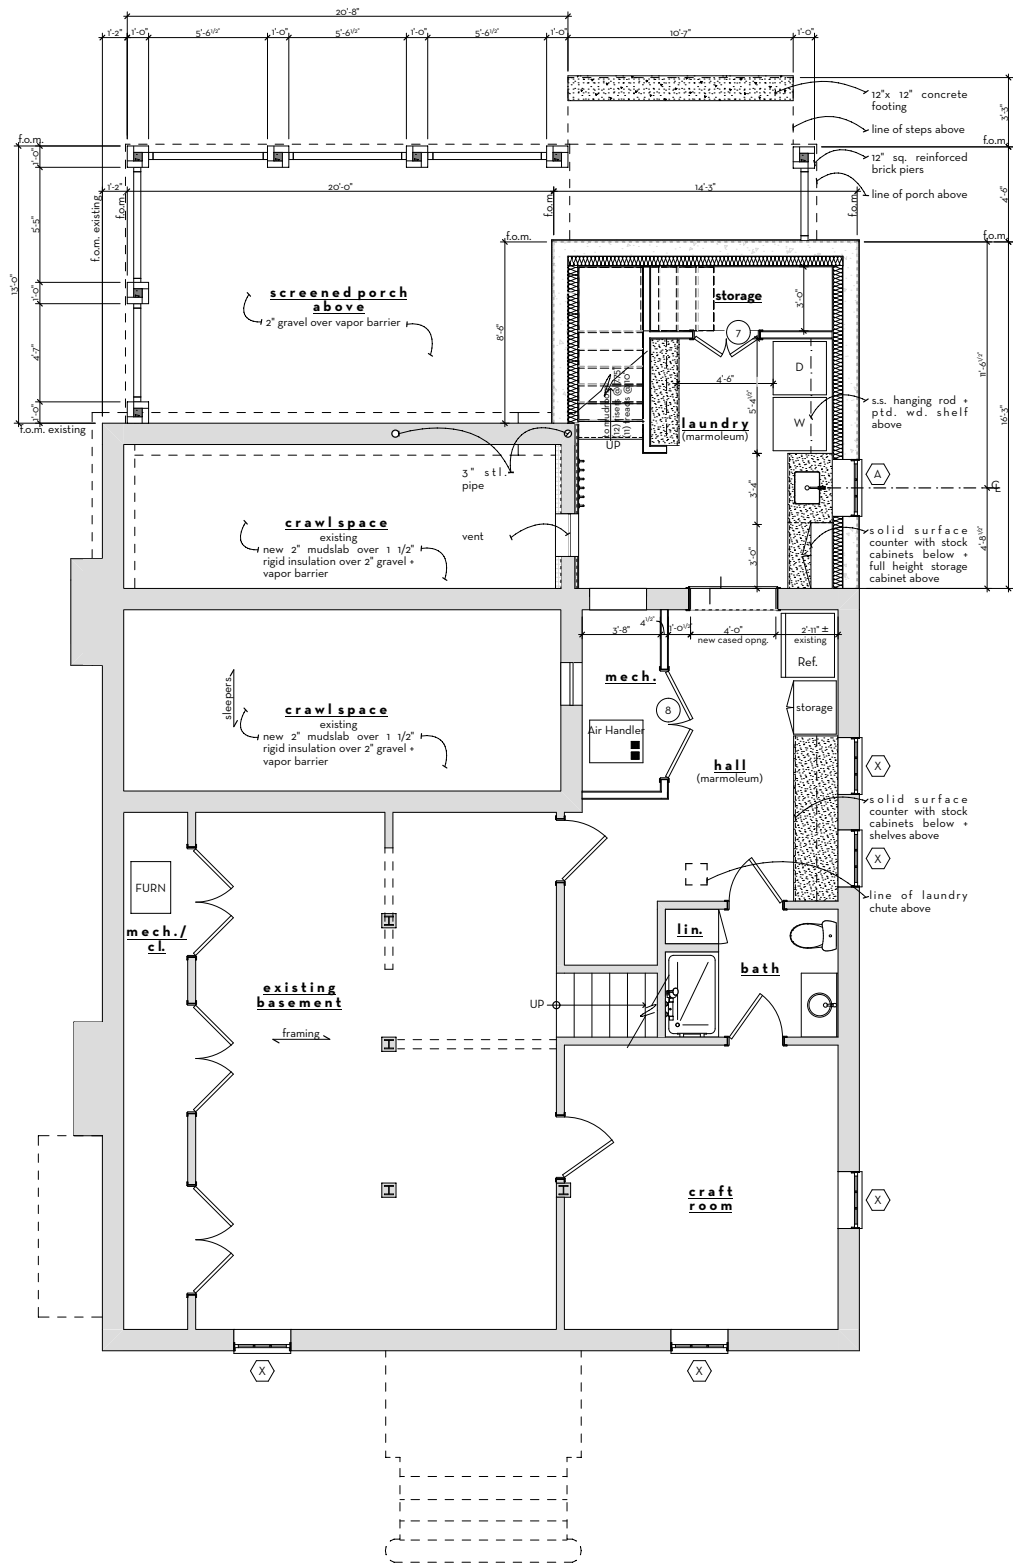 20'-8"
1'-2"
1'-0"
5'-6 1/2"
1'-0"
5'-6 1/2"
1'-0"
5'-6 1/2"
1'-0"
10'-7"
1'-0"
12"x 12" concrete
footing
3'-3"
line of steps above
f.o.m.
f.o.m.
1'-0"
12" sq. reinforced
brick piers
line of porch above
1'-2"
20'-0"
14'-3"
4'-6"
f.o.m. existing
f.o.m.
f.o.m.
f.o.m.
5'-5"
13'-0"
f.o.m.
f.o.m.
screened porch
above
2" gravel over vapor barrier
1'-0"
4'-7"
1'-0"
f.o.m. existing
8'-6"
storage
3'-0"
7
D
W
4'-6"
5'-4 1/2"
laundry
(marmoleum)
UP
11'-6 1/2"
16'-3"
s.s. hanging rod +
ptd. wd. shelf
above
3" stl.
pipe
A
3'-4"
crawl space
existing
new 2" mudslab over 1 1/2"
rigid insulation over 2" gravel +
vapor barrier
vent
3'-0"
4'-8 1/2"
solid surface
counter with stock
cabinets below +
full height storage
cabinet above
3'-8"
4 1/2"
1'-0 1/2"
4'-0"
new cased opng.
2'-11" ±
existing
Ref.
mech.
8
storage
Air Handler
sleepers
crawl space
existing
new 2" mudslab over 1 1/2"
rigid insulation over 2" gravel +
vapor barrier
hall
(marmoleum)
X
solid surface
counter with stock
cabinets below +
shelves above
X
FURN
line of laundry
chute above
mech./
cl.
lin.
bath
existing
basement
UP
framing
craft
room
X
X
X